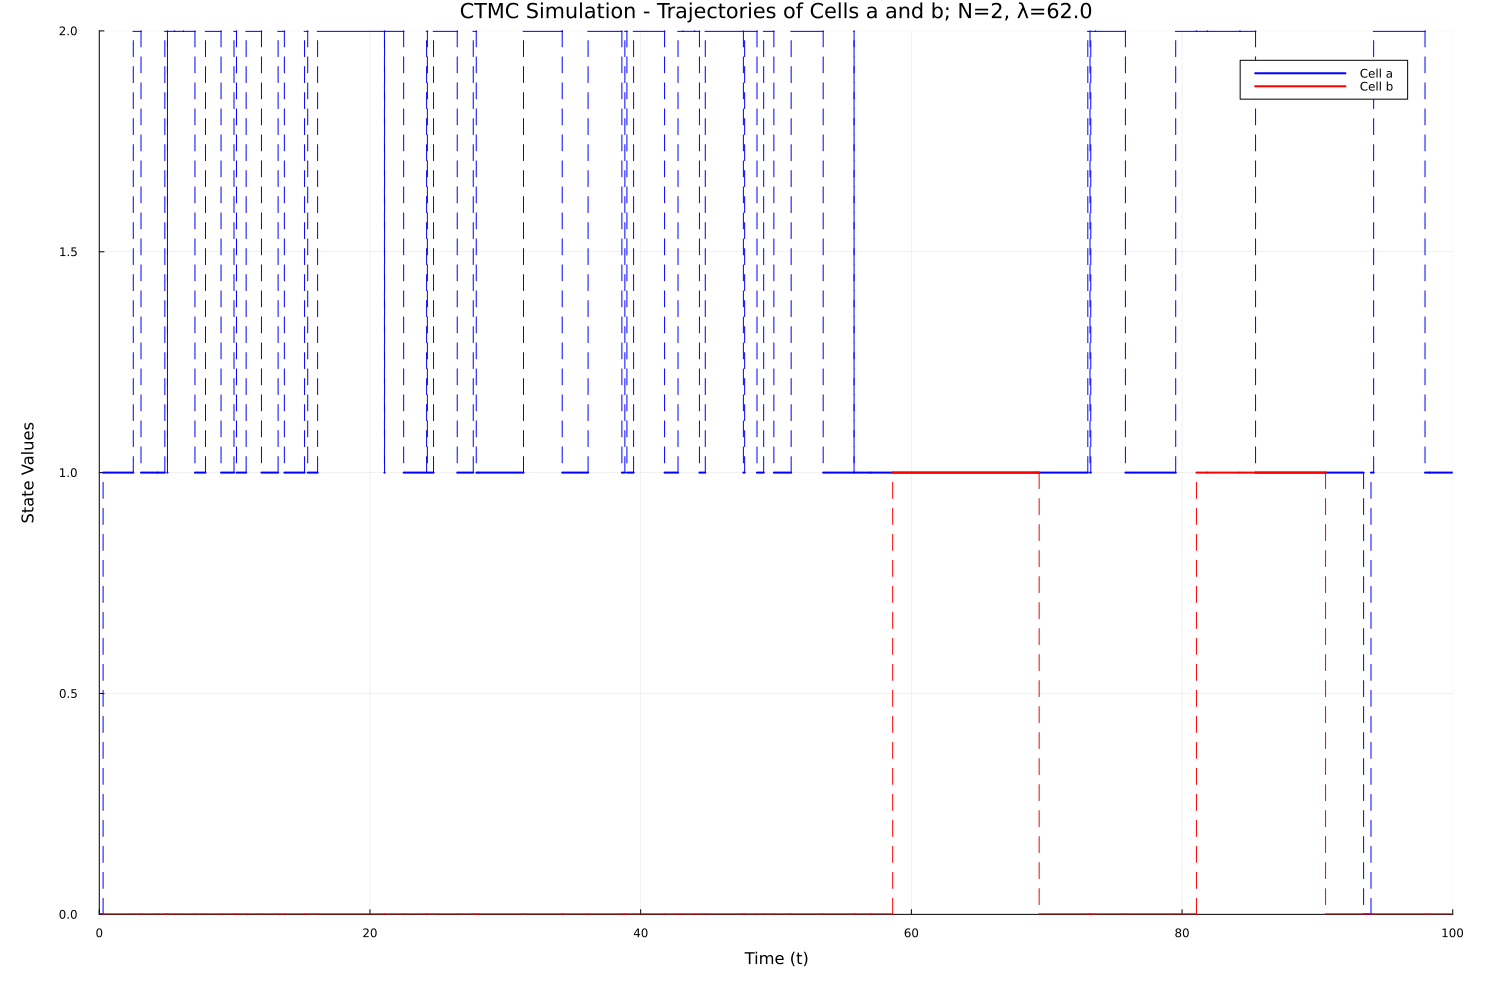 CTMC Simulation - Trajectories of Cells a and b; N=2, λ=62.0
2.0
Cell a
Cell b
1.5
1.0
State Values
0.5
0.0
0 20 40 60 80 100
Time (t)